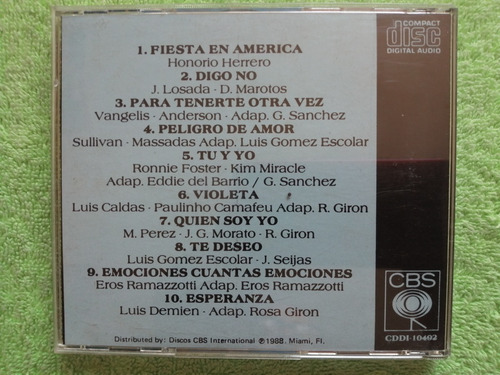 1. FIESTA EN AMERICA
Honorio Herrero
2. DIGO NO
J. Losada · D. Marotos
3. PARA TENERTE OTRA VEZ
Vangelis · Anderson · Adap. G. Sanchez
4. PELIGRO DE AMOR
Sullivan · Massadas Adap. Luis Gomez Escolar
5. TU Y YO
Ronnie Foster · Kim Miracle
Adap. Eddie del Barrio / G. Sanchez
6. VIOLETA
Luis Caldas · Paulinho Camafeu Adap. R. Giron
7. QUIEN SOY YO
M. Perez · J. G. Morato · R. Giron
8. TE DESEO
Luis Gomez Escolar · J. Seijas
9. EMOCIONES CUANTAS EMOCIONES
Eros Ramazzotti Adap. Eros Ramazzotti
10. ESPERANZA
Luis Demien · Adap. Rosa Giron
Distributed by: Discos CBS International ℗ 1988. Miami, Fl.
COMPACT
disc
DIGITAL AUDIO
CBS
CDDI-10492